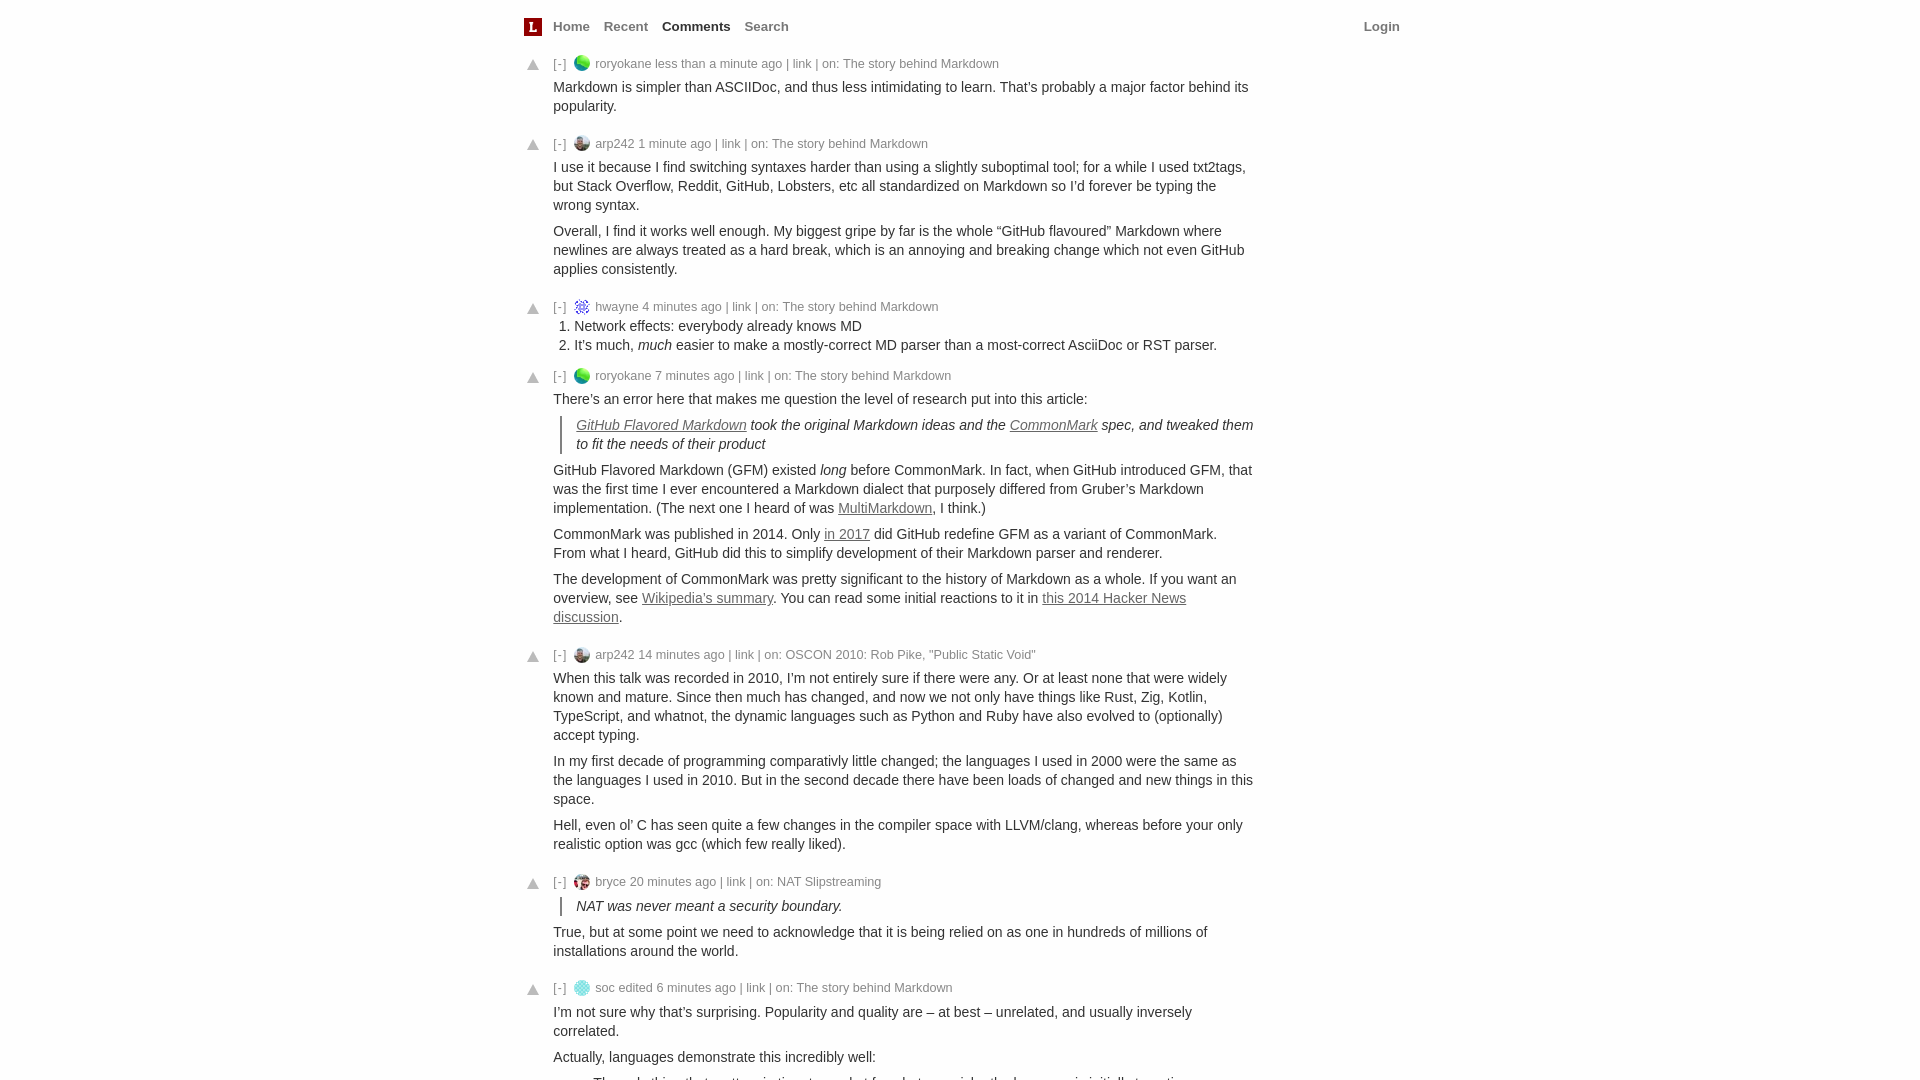 L Home Recent Comments Search Login
[-] roryokane less than a minute ago | link | on: The story behind Markdown
Markdown is simpler than ASCIIDoc, and thus less intimidating to learn. That’s probably a major factor behind its
popularity.
[-] arp242 1 minute ago | link | on: The story behind Markdown
I use it because I find switching syntaxes harder than using a slightly suboptimal tool; for a while I used txt2tags,
but Stack Overflow, Reddit, GitHub, Lobsters, etc all standardized on Markdown so I’d forever be typing the
wrong syntax.
Overall, I find it works well enough. My biggest gripe by far is the whole “GitHub flavoured” Markdown where
newlines are always treated as a hard break, which is an annoying and breaking change which not even GitHub
applies consistently.
[-] hwayne 4 minutes ago | link | on: The story behind Markdown
1. Network effects: everybody already knows MD
2. It’s much, much easier to make a mostly-correct MD parser than a most-correct AsciiDoc or RST parser.
[-] roryokane 7 minutes ago | link | on: The story behind Markdown
There’s an error here that makes me question the level of research put into this article:
GitHub Flavored Markdown took the original Markdown ideas and the CommonMark spec, and tweaked them
to fit the needs of their product
GitHub Flavored Markdown (GFM) existed long before CommonMark. In fact, when GitHub introduced GFM, that
was the first time I ever encountered a Markdown dialect that purposely differed from Gruber’s Markdown
implementation. (The next one I heard of was MultiMarkdown, I think.)
CommonMark was published in 2014. Only in 2017 did GitHub redefine GFM as a variant of CommonMark.
From what I heard, GitHub did this to simplify development of their Markdown parser and renderer.
The development of CommonMark was pretty significant to the history of Markdown as a whole. If you want an
overview, see Wikipedia’s summary. You can read some initial reactions to it in this 2014 Hacker News
discussion.
[-] arp242 14 minutes ago | link | on: OSCON 2010: Rob Pike, "Public Static Void"
When this talk was recorded in 2010, I’m not entirely sure if there were any. Or at least none that were widely
known and mature. Since then much has changed, and now we not only have things like Rust, Zig, Kotlin,
TypeScript, and whatnot, the dynamic languages such as Python and Ruby have also evolved to (optionally)
accept typing.
In my first decade of programming comparativly little changed; the languages I used in 2000 were the same as
the languages I used in 2010. But in the second decade there have been loads of changed and new things in this
space.
Hell, even ol’ C has seen quite a few changes in the compiler space with LLVM/clang, whereas before your only
realistic option was gcc (which few really liked).
[-] bryce 20 minutes ago | link | on: NAT Slipstreaming
NAT was never meant a security boundary.
True, but at some point we need to acknowledge that it is being relied on as one in hundreds of millions of
installations around the world.
[-] soc edited 6 minutes ago | link | on: The story behind Markdown
I’m not sure why that’s surprising. Popularity and quality are – at best – unrelated, and usually inversely
correlated.
Actually, languages demonstrate this incredibly well: